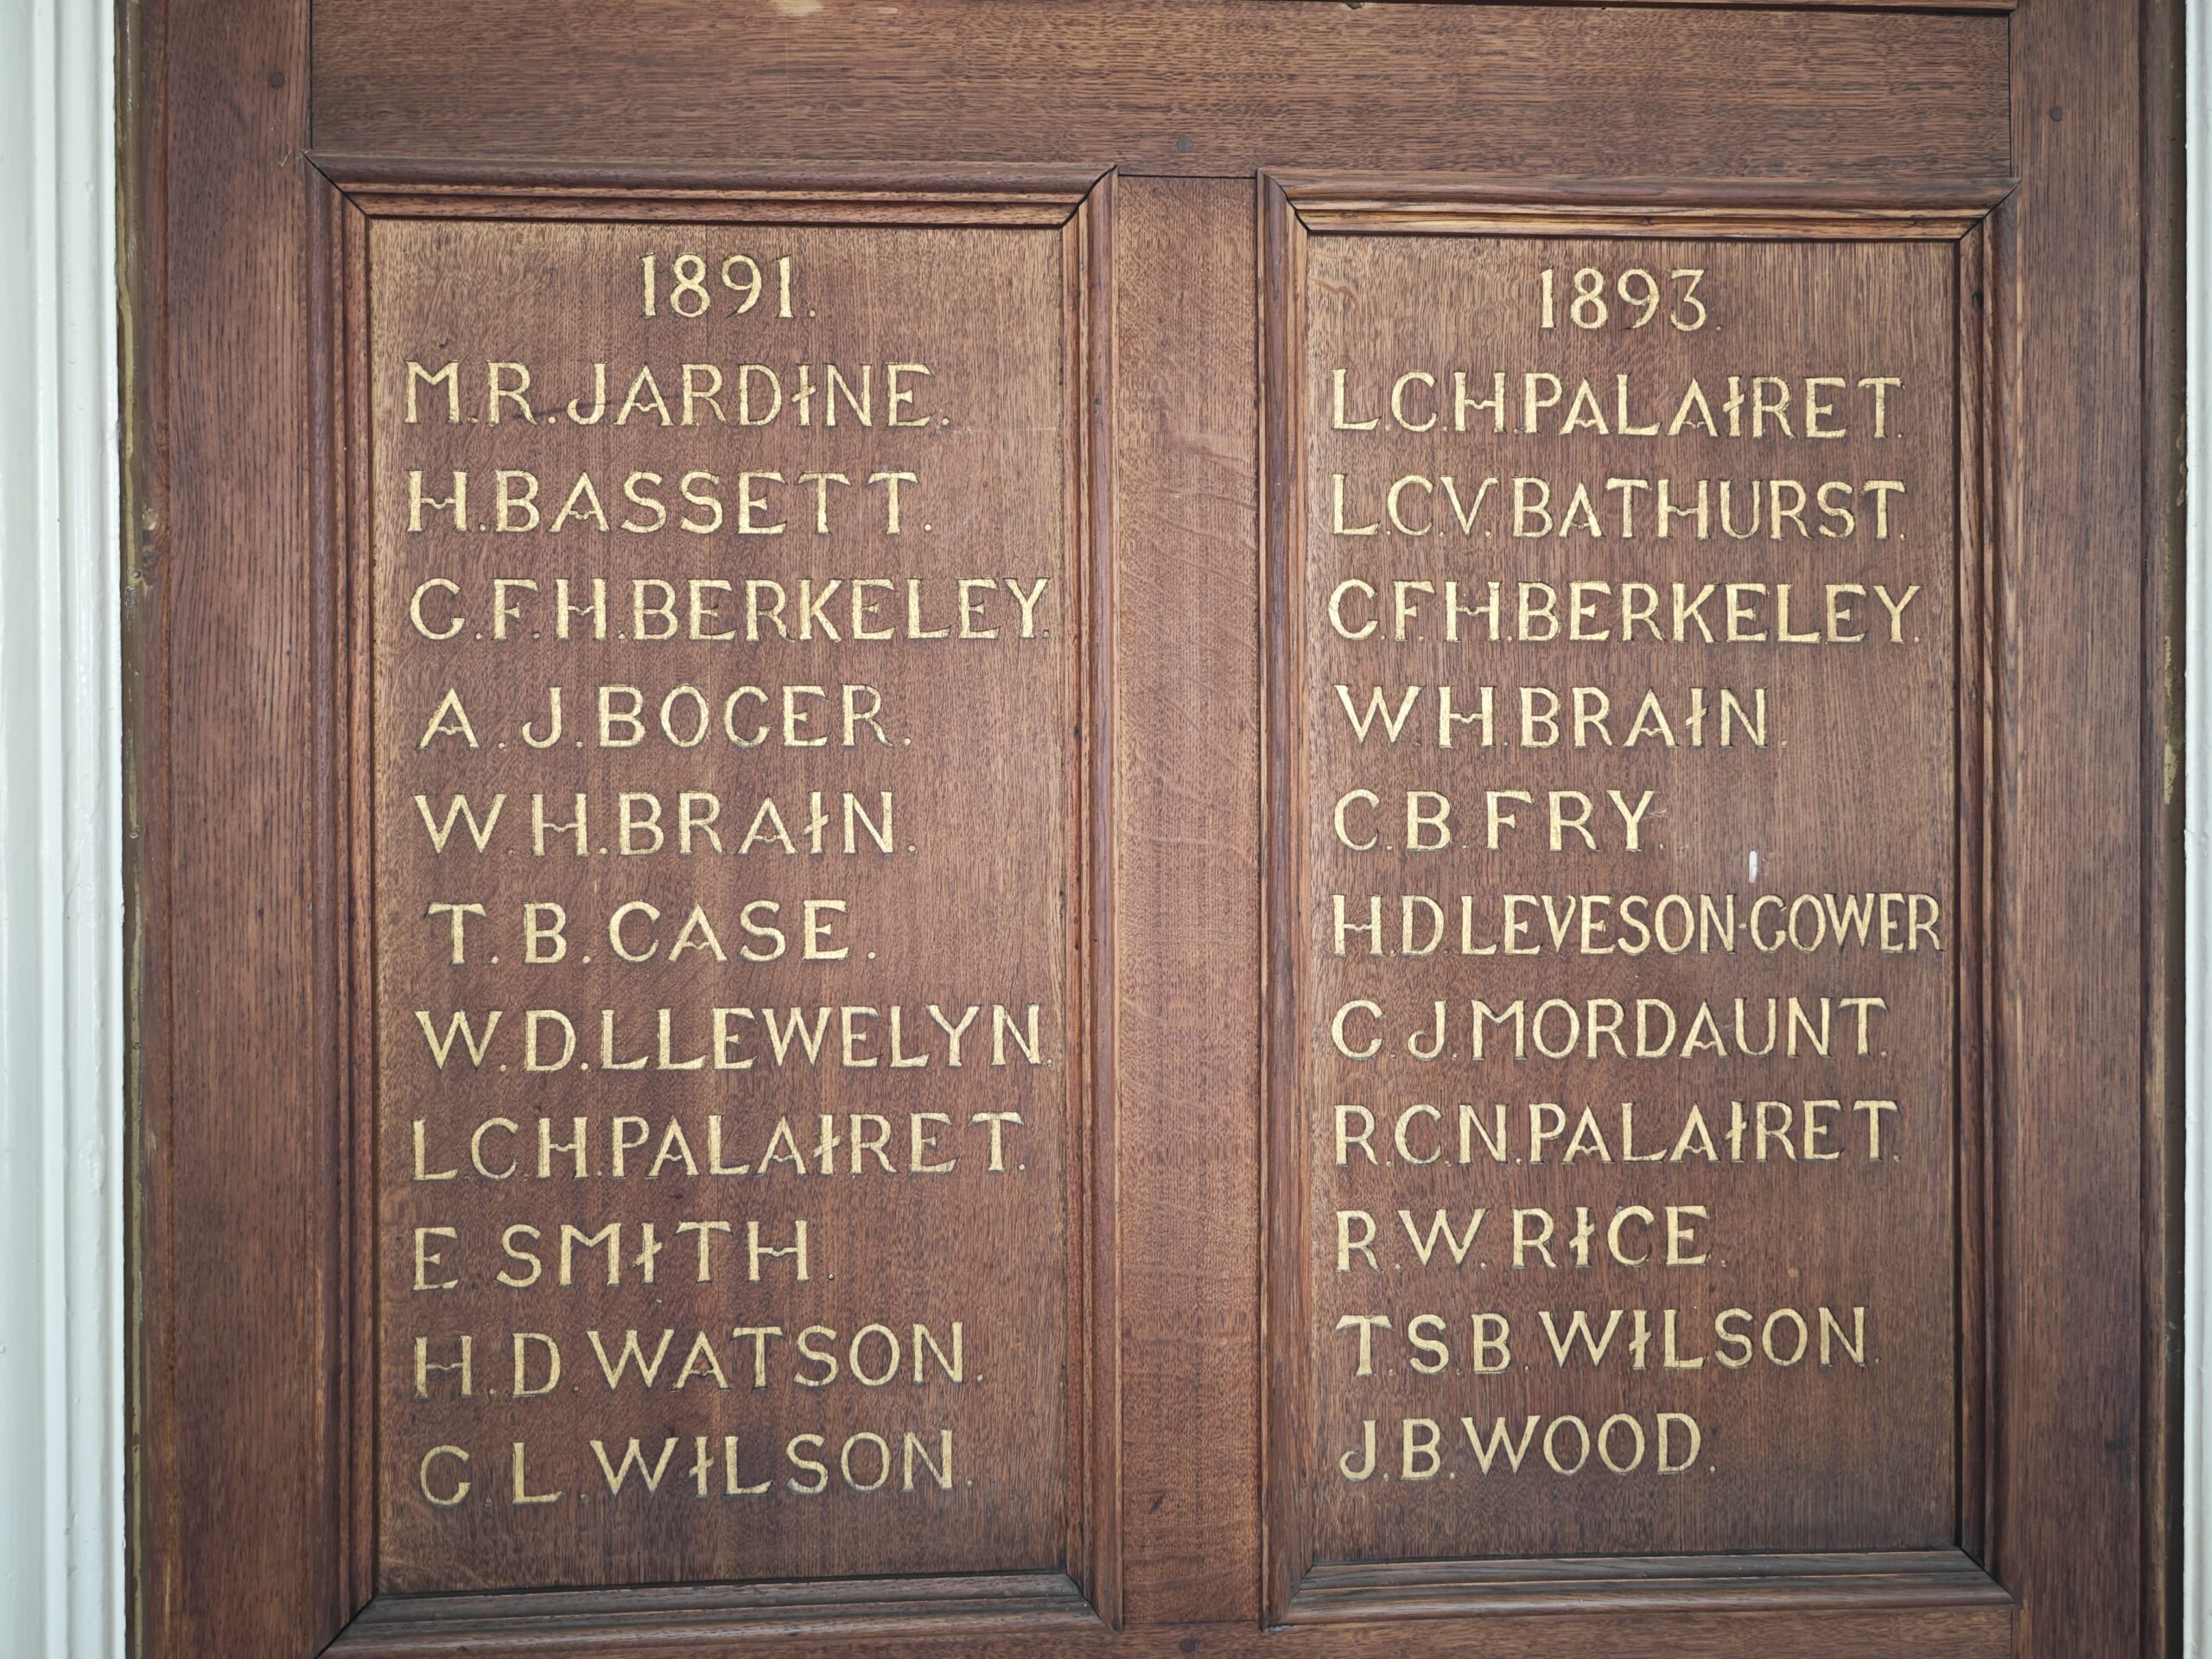 1891.
M.R.JARDINE.
H.BASSETT.
C.F.H.BERKELEY.
A.J.BOGER.
W.H.BRAIN.
T.B.CASE.
W.D.LLEWELYN.
L.C.H.PALAIRET.
E.SMITH.
H.D.WATSON.
G.L.WILSON.
1893.
L.C.H.PALAIRET.
L.C.V.BATHURST.
C.F.H.BERKELEY.
W.H.BRAIN.
C.B.FRY.
H.D.LEVESON-GOWER
G.J.MORDAUNT.
R.C.N.PALAIRET.
R.W.RICE.
T.S.B.WILSON.
J.B.WOOD.